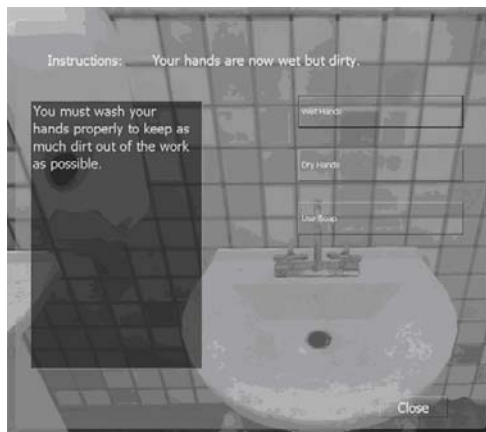 Instructions: Your hands are now wet but dirty.
You must wash your
hands properly to keep as
much dirt out of the work
as possible.
Wet Hands
Dry Hands
Use Soap
Close